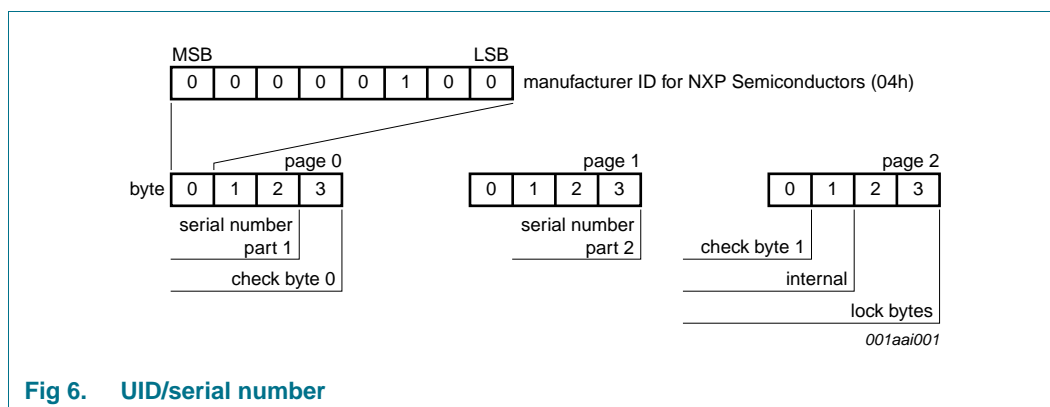 MSB LSB
0 0 0 0 0 1 0 0 manufacturer ID for NXP Semiconductors (04h)
page 0 page 1 page 2
byte 0 1 2 3 0 1 2 3 0 1 2 3
serial number
part 1
serial number
part 2
check byte 1
check byte 0
internal
lock bytes
001aai001
Fig 6. UID/serial number